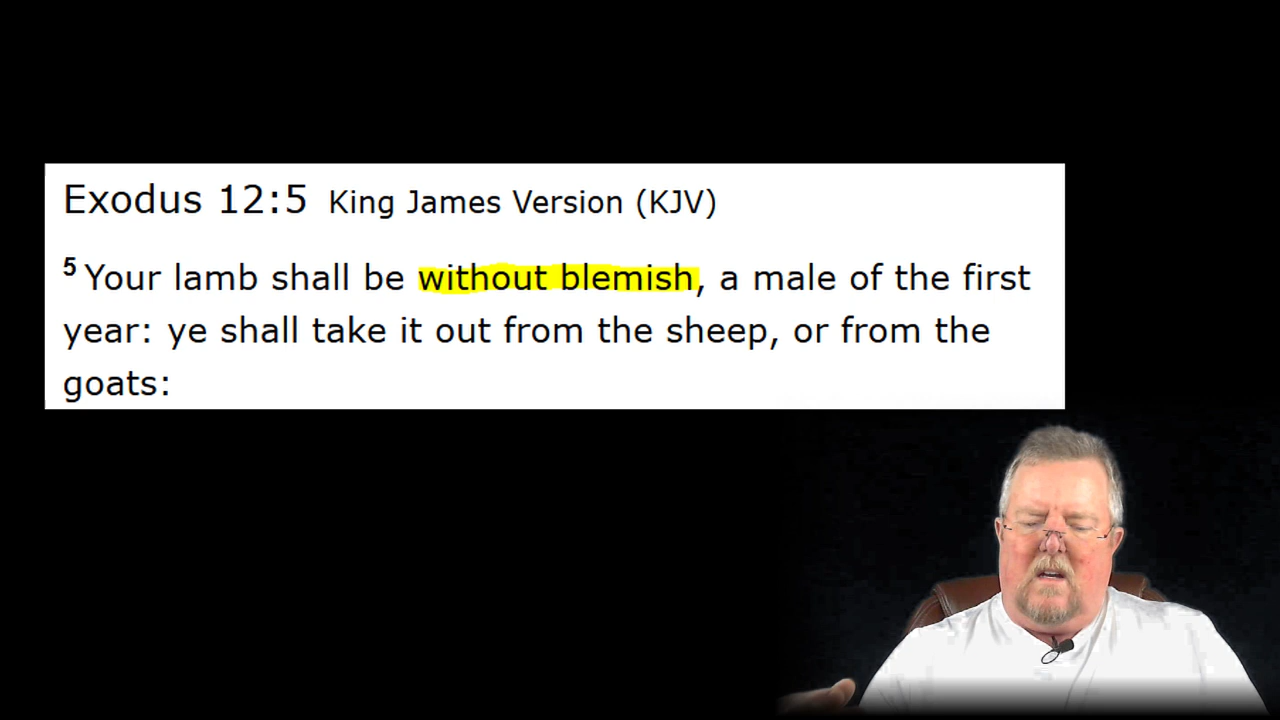 Exodus 12:5 King James Version (KJV)
5 Your lamb shall be without blemish, a male of the first
year: ye shall take it out from the sheep, or from the
goats: